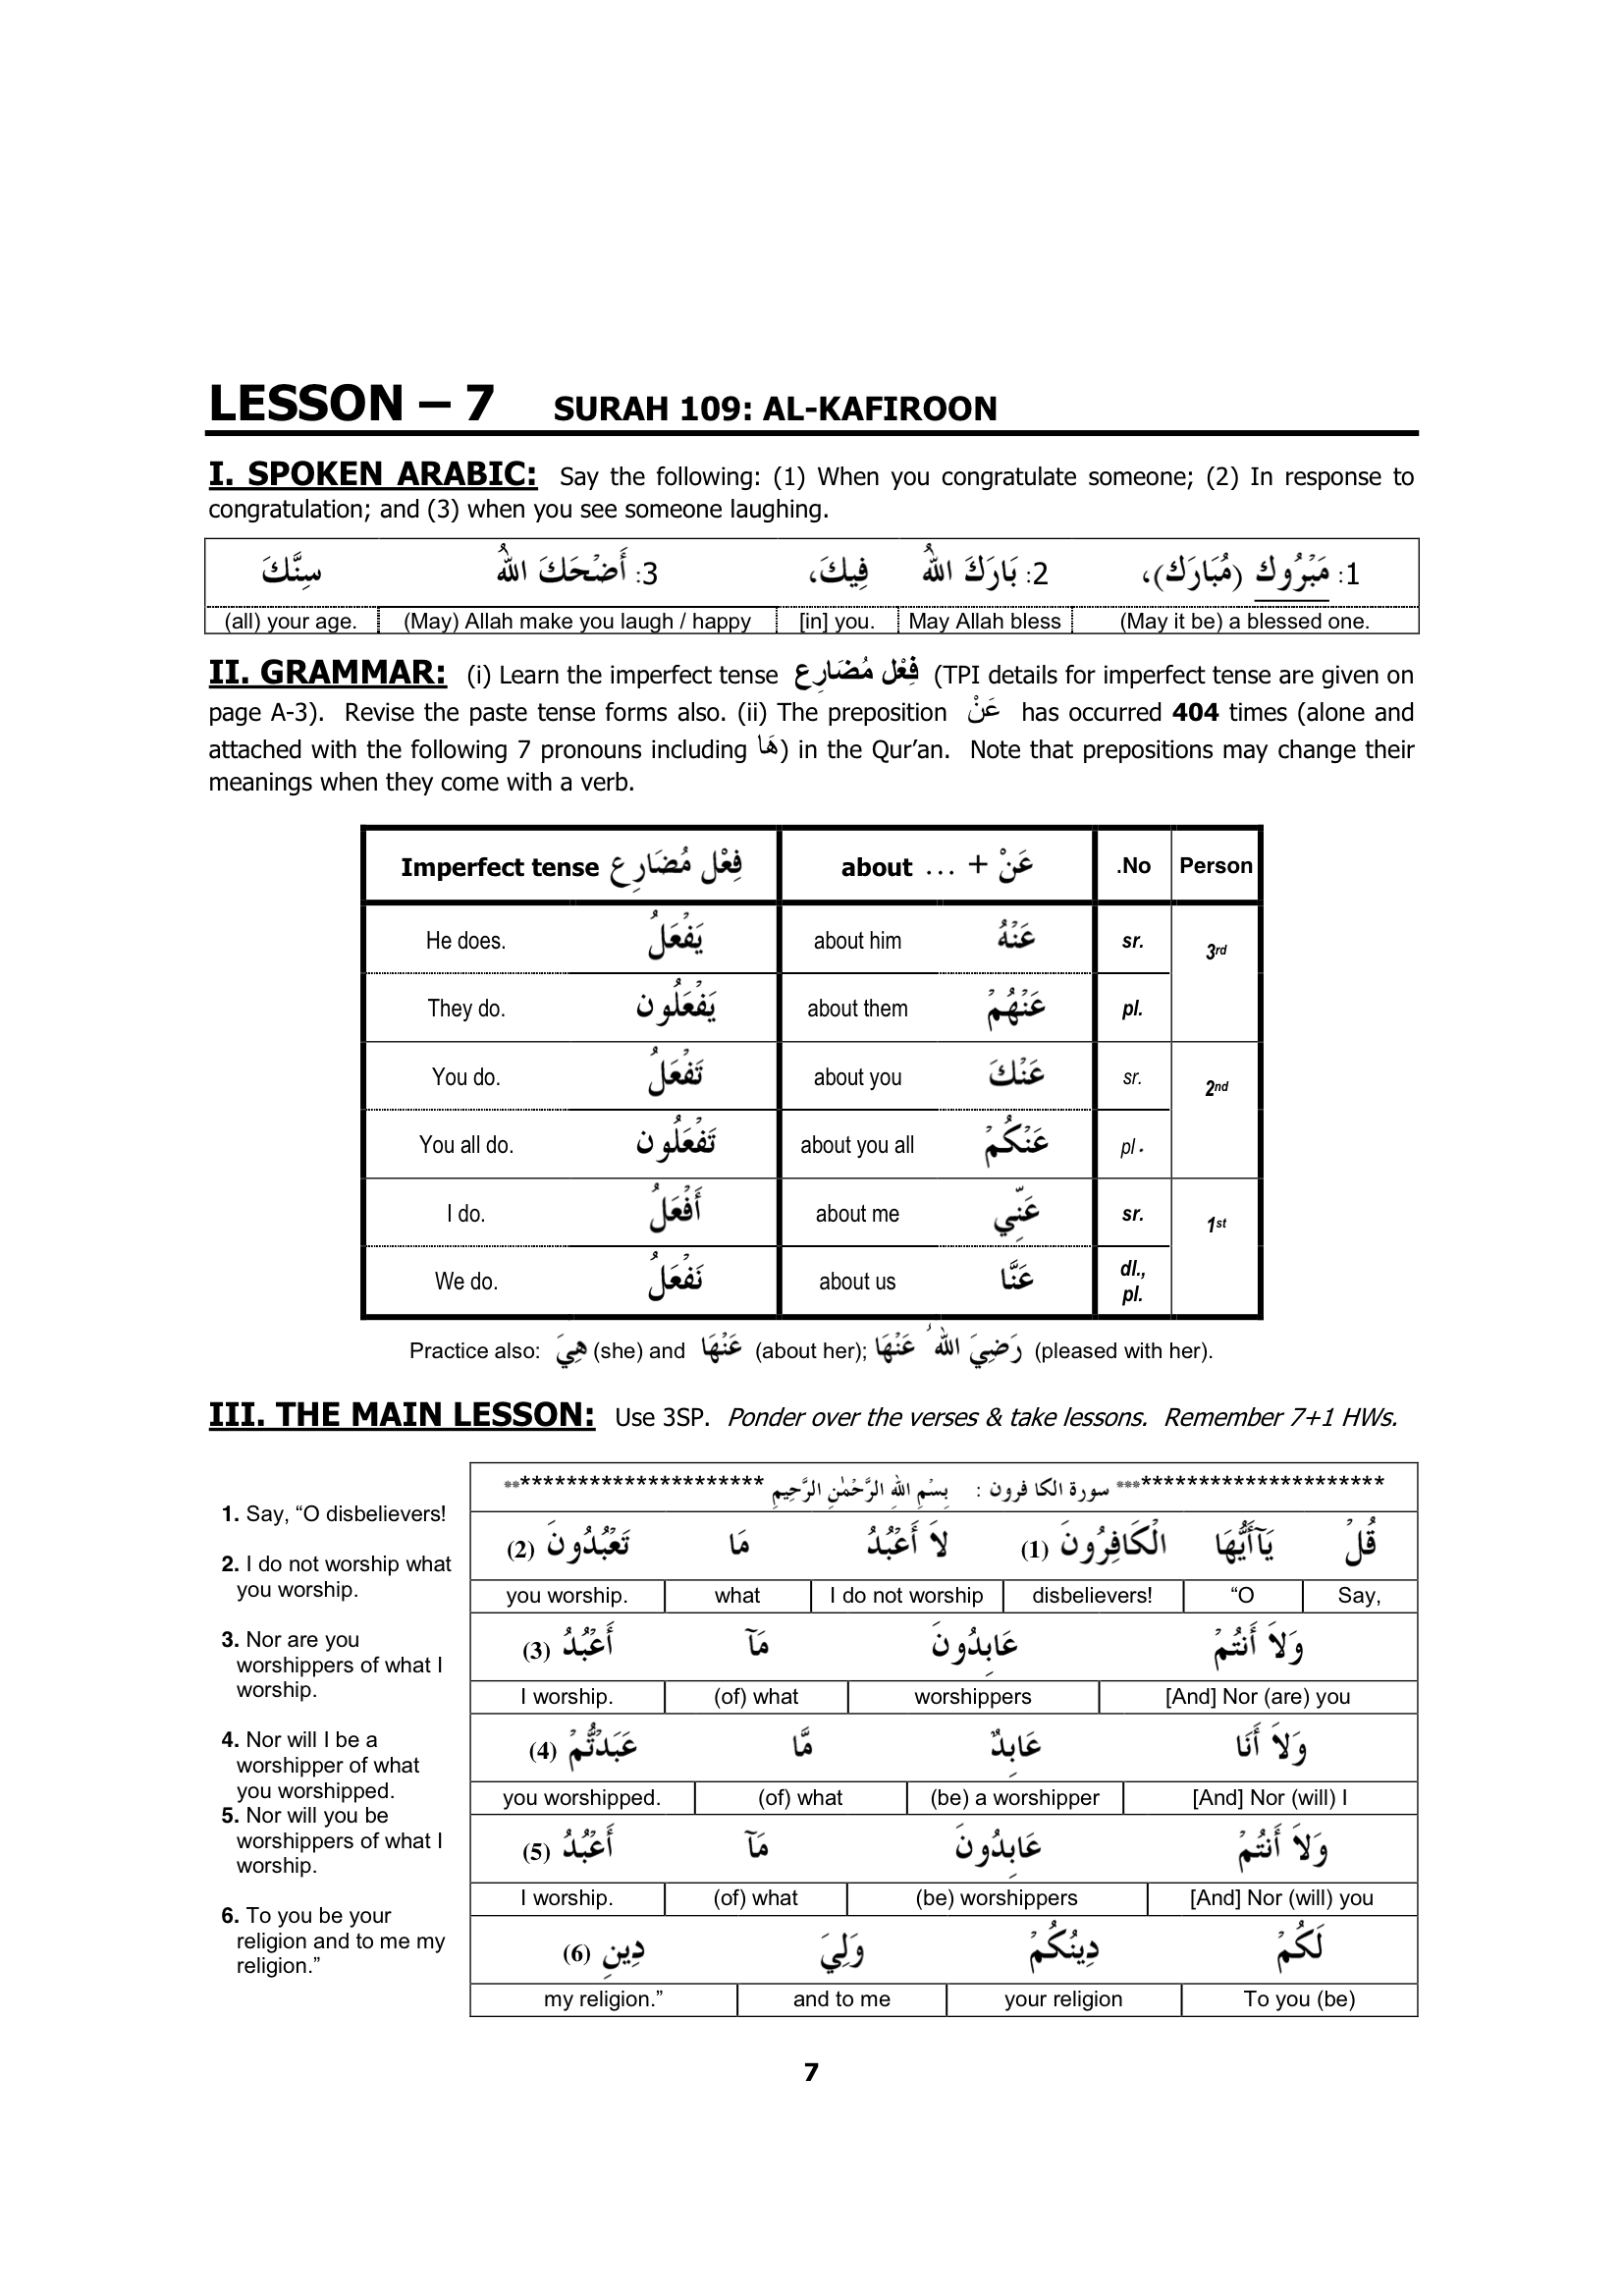 LESSON – 7 SURAH 109: AL-KAFIROON
I. SPOKEN ARABIC: Say the following: (1) When you congratulate someone; (2) In response to
congratulation; and (3) when you see someone laughing.
1: مَبْرُوك (مُبَارَك)، 2: بَارَكَ اللهُ فِيكَ، 3: أَضْحَكَ اللهُ سِنَّكَ
(all) your age. (May) Allah make you laugh / happy [in] you. May Allah bless (May it be) a blessed one.
II. GRAMMAR: (i) Learn the imperfect tense فِعْل مُضَارِع (TPI details for imperfect tense are given on
page A-3). Revise the paste tense forms also. (ii) The preposition عَنْ has occurred 404 times (alone and
attached with the following 7 pronouns including هَا) in the Qur’an. Note that prepositions may change their
meanings when they come with a verb.
Imperfect tense فِعْل مُضَارِع about ... + عَنْ .No Person
He does. يَفْعَلُ about him عَنْهُ sr. 3rd
They do. يَفْعَلُون about them عَنْهُمْ pl.
You do. تَفْعَلُ about you عَنْكَ sr. 2nd
You all do. تَفْعَلُون about you all عَنْكُمْ pl.
I do. أَفْعَلُ about me عَنِّي sr. 1st
We do. نَفْعَلُ about us عَنَّا dl.,
pl.
Practice also: هِيَ (she) and عَنْهَا (about her); رَضِيَ اللهُ عَنْهَا (pleased with her).
III. THE MAIN LESSON: Use 3SP. Ponder over the verses & take lessons. Remember 7+1 HWs.
1. Say, “O disbelievers!
2. I do not worship what
you worship.
3. Nor are you
worshippers of what I
worship.
4. Nor will I be a
worshipper of what
you worshipped.
5. Nor will you be
worshippers of what I
worship.
6. To you be your
religion and to me my
religion.”
************************ سورة الكا فرون : بِسْمِ اللهِ الرَّحْمٰنِ الرَّحِيمِ ***********************
قُلْ يَآأَيُّهَا الْكَافِرُونَ (1) لاَ أَعْبُدُ مَا تَعْبُدُونَ (2)
you worship. what I do not worship disbelievers! “O Say,
وَلاَ أَنتُمْ عَابِدُونَ مَآ أَعْبُدُ (3)
I worship. (of) what worshippers [And] Nor (are) you
وَلاَ أَنَا عَابِدٌ مَّا عَبَدْتُّمْ (4)
you worshipped. (of) what (be) a worshipper [And] Nor (will) I
وَلاَ أَنتُمْ عَابِدُونَ مَآ أَعْبُدُ (5)
I worship. (of) what (be) worshippers [And] Nor (will) you
لَكُمْ دِينُكُمْ وَلِيَ دِينِ (6)
my religion.” and to me your religion To you (be)
7